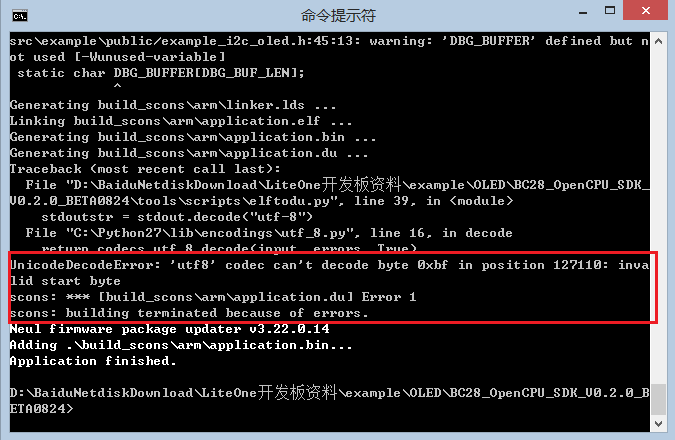 命令提示符
src\example\public/example_i2c_oled.h:45:13: warning: 'DBG_BUFFER' defined but n
ot used [-Wunused-variable]
static char DBG_BUFFER[DBG_BUF_LEN];
^
Generating build_scons\arm\linker.lds ...
Linking build_scons\arm\application.elf ...
Generating build_scons\arm\application.bin ...
Generating build_scons\arm\application.du ...
Traceback (most recent call last):
File "D:\BaiduNetdiskDownload\LiteOne开发板资料\example\OLED\BC28_OpenCPU_SDK_
V0.2.0_BETA0824\tools\scripts\elftodu.py", line 39, in <module>
stdoutstr = stdout.decode("utf-8")
File "C:\Python27\lib\encodings\utf_8.py", line 16, in decode
return codecs.utf_8_decode(input, errors, True)
UnicodeDecodeError: 'utf8' codec can't decode byte 0xbf in position 127110: inva
lid start byte
scons: *** [build_scons\arm\application.du] Error 1
scons: building terminated because of errors.
Neul firmware package updater v3.22.0.14
Adding .\build_scons\arm\application.bin...
Application finished.
D:\BaiduNetdiskDownload\LiteOne开发板资料\example\OLED\BC28_OpenCPU_SDK_V0.2.0_B
ETA0824>